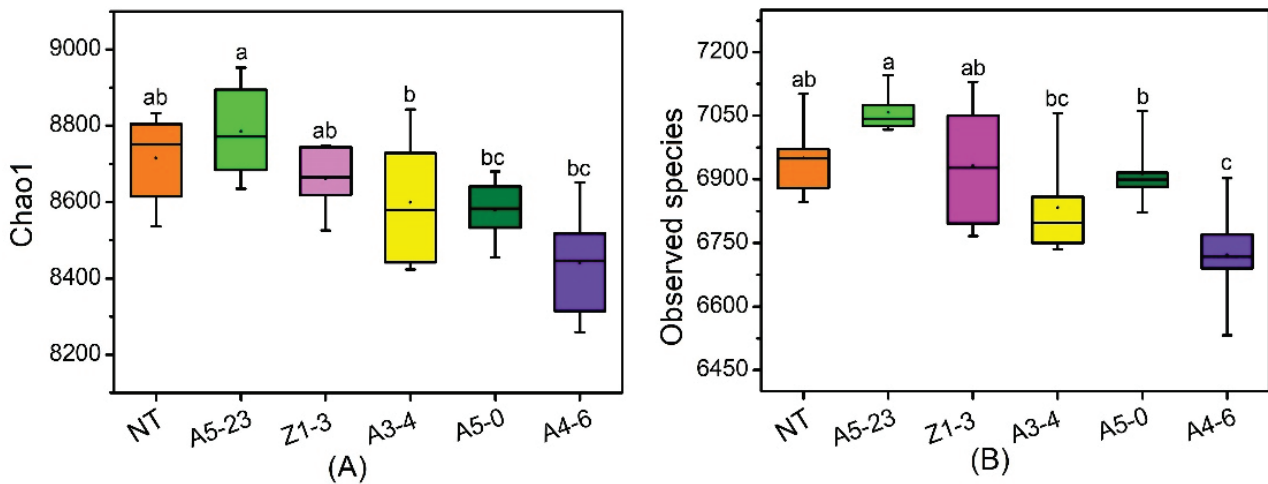 Chao1
9000
8800
8600
8400
8200
ab
a
ab
b
bc
bc
NT
A5-23
Z1-3
A3-4
A5-0
A4-6
(A)
Observed species
7200
7050
6900
6750
6600
6450
ab
a
ab
bc
b
c
NT
A5-23
Z1-3
A3-4
A5-0
A4-6
(B)